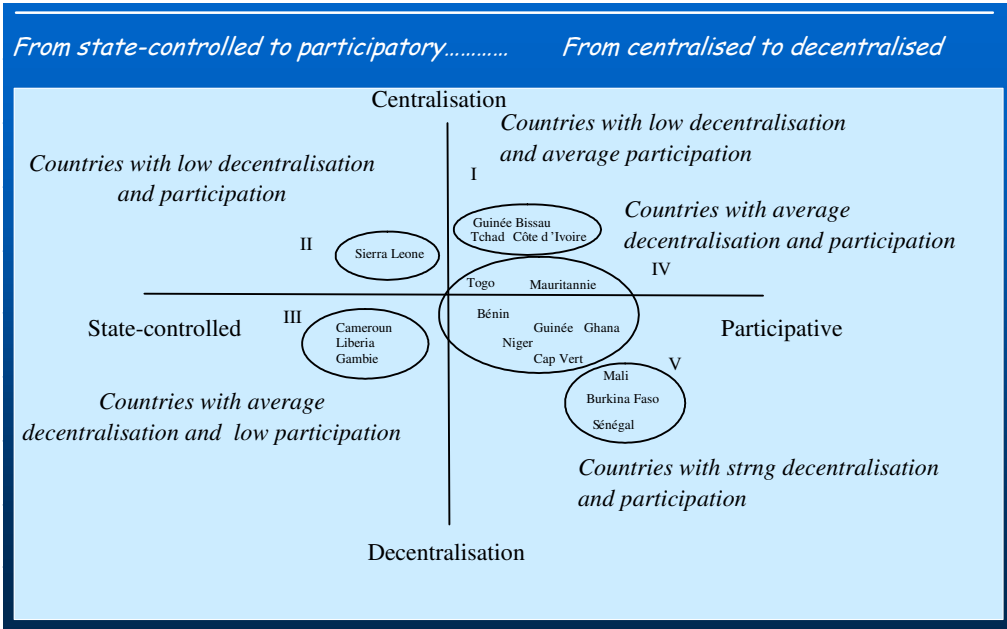 From state-controlled to participatory………… From centralised to decentralised
Centralisation
Countries with low decentralisation
and average participation
Countries with low decentralisation
and participation
I
Guinée Bissau
Tchad Côte d 'Ivoire
Countries with average
decentralisation and participation
II
Sierra Leone
IV
Togo Mauritannie
State-controlled
III
Cameroun
Liberia
Gambie
Bénin
Guinée Ghana
Niger
Cap Vert
Participative
V
Mali
Burkina Faso
Sénégal
Countries with average
decentralisation and low participation
Countries with strng decentralisation
and participation
Decentralisation